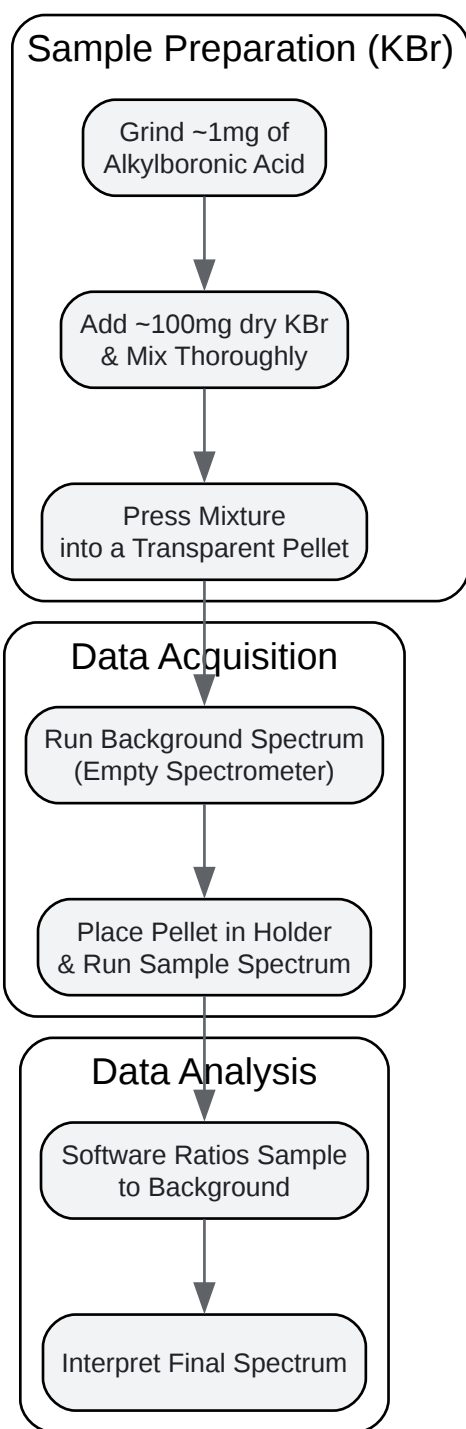 Sample Preparation (KBr)
Grind ~1mg of
Alkylboronic Acid
Add ~100mg dry KBr
& Mix Thoroughly
Press Mixture
into a Transparent Pellet
Data Acquisition
Run Background Spectrum
(Empty Spectrometer)
Place Pellet in Holder
& Run Sample Spectrum
Data Analysis
Software Ratios Sample
to Background
Interpret Final Spectrum